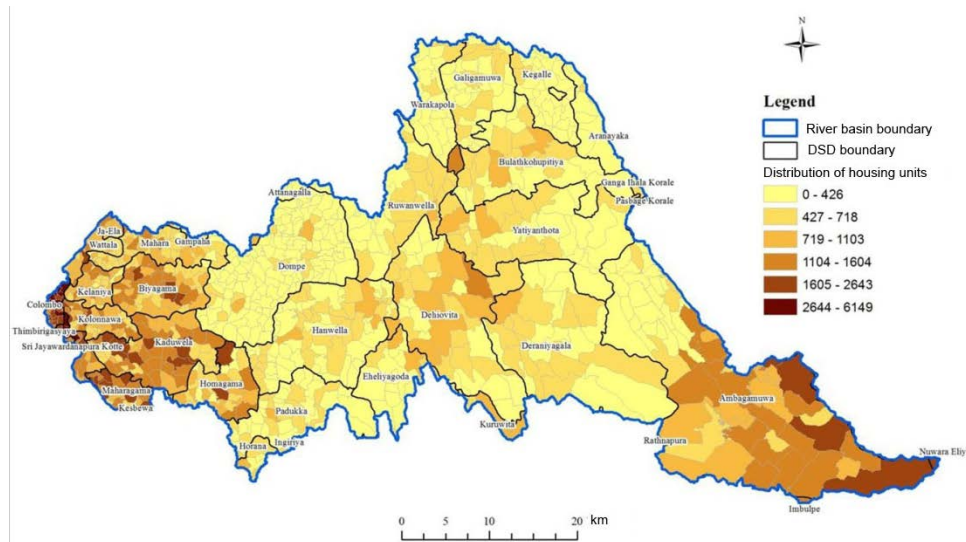 N
Legend
River basin boundary
DSD boundary
Distribution of housing units
0 - 426
427 - 718
719 - 1103
1104 - 1604
1605 - 2643
2644 - 6149
Galigamuwa
Kegalle
Warakapola
Aranayaka
Bulathkohupitiya
Ganga Ihala Korale
Pasbage Korale
Attanagalla
Ruwanwella
Yatiyanthota
Ja-Ela
Wattala
Mahara
Gampaha
Dompe
Kelaniya
Biyagama
Colombo
Kolonnawa
Thimbirigasyaya
Sri Jayawardanapura Kotte
Kaduwela
Hanwella
Dehiovita
Deraniyagala
Maharagama
Homagama
Eheliyagoda
Kesbewa
Padukka
Kuruwita
Ambagamuwa
Horana
Ingiriya
Rathnapura
Nuwara Eliy
Imbulpe
0 5 10 20 km